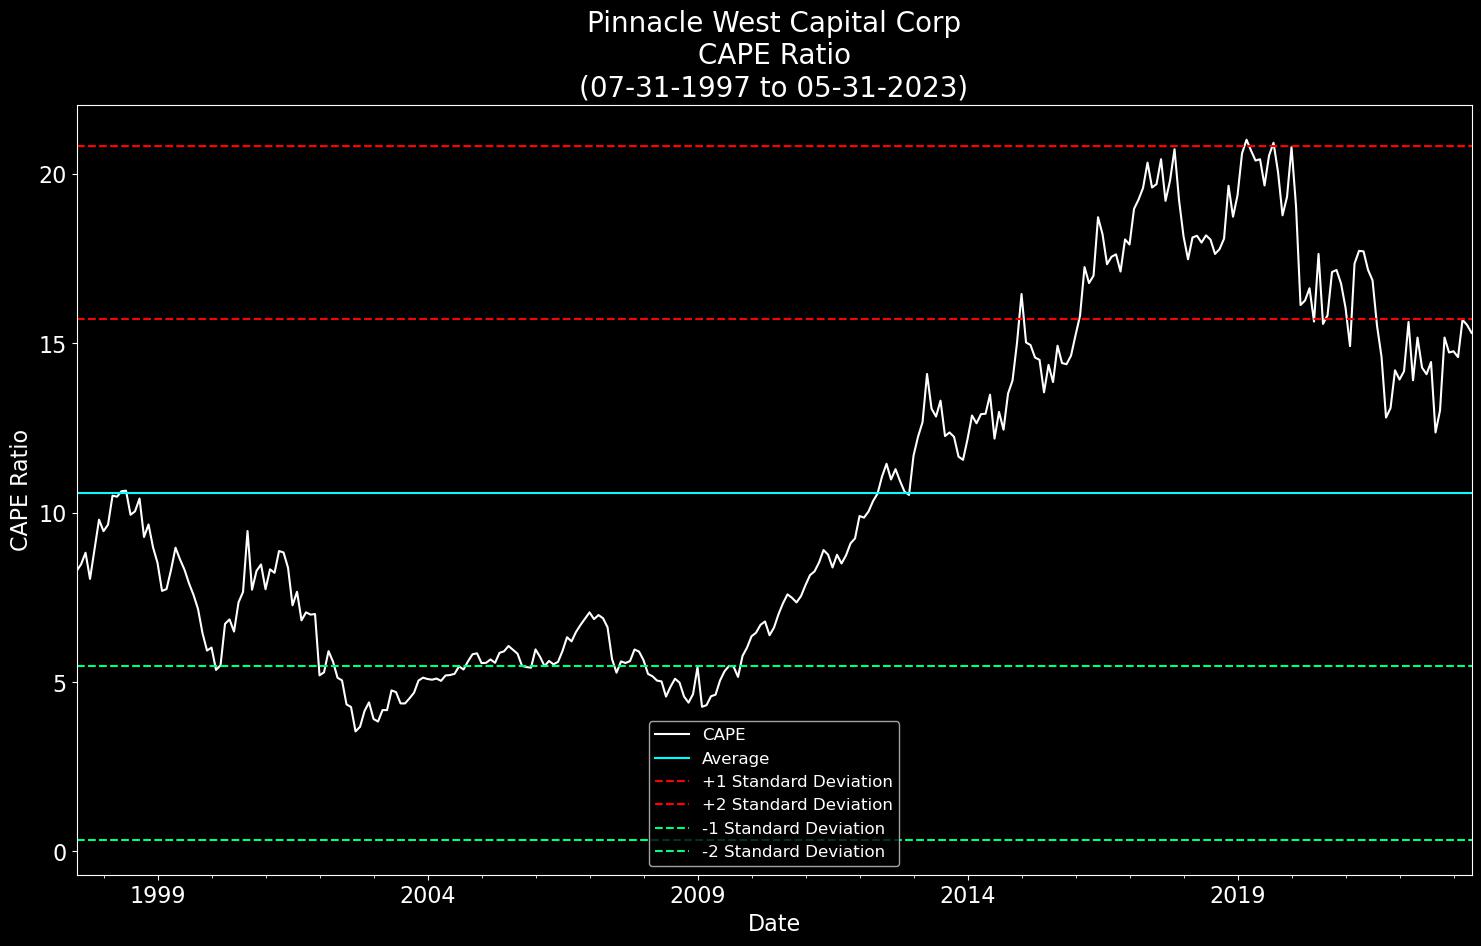 Pinnacle West Capital Corp
CAPE Ratio
(07-31-1997 to 05-31-2023)
CAPE Ratio
20
15
10
5
0
CAPE
Average
+1 Standard Deviation
+2 Standard Deviation
-1 Standard Deviation
-2 Standard Deviation
1999 2004 2009 2014 2019
Date